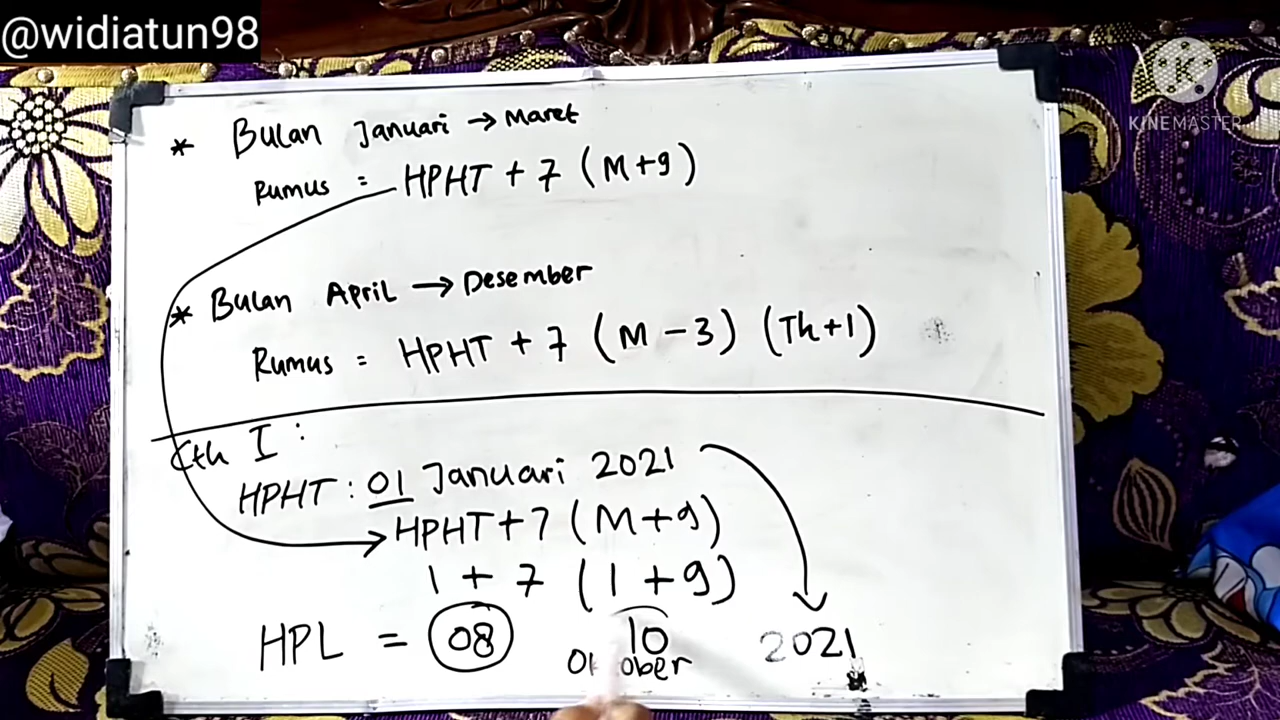 @widiatun98
KINEMASTER
* Bulan Januari → Maret
Rumus = HPHT + 7 (M+9)
* Bulan April → Desember
Rumus = HPHT + 7 (M - 3) (Th+1)
Cth I :
HPHT : 01 Januari 2021
HPHT + 7 (M+9)
1 + 7 (1 + 9)
HPL = 08 10 2021
Oktober